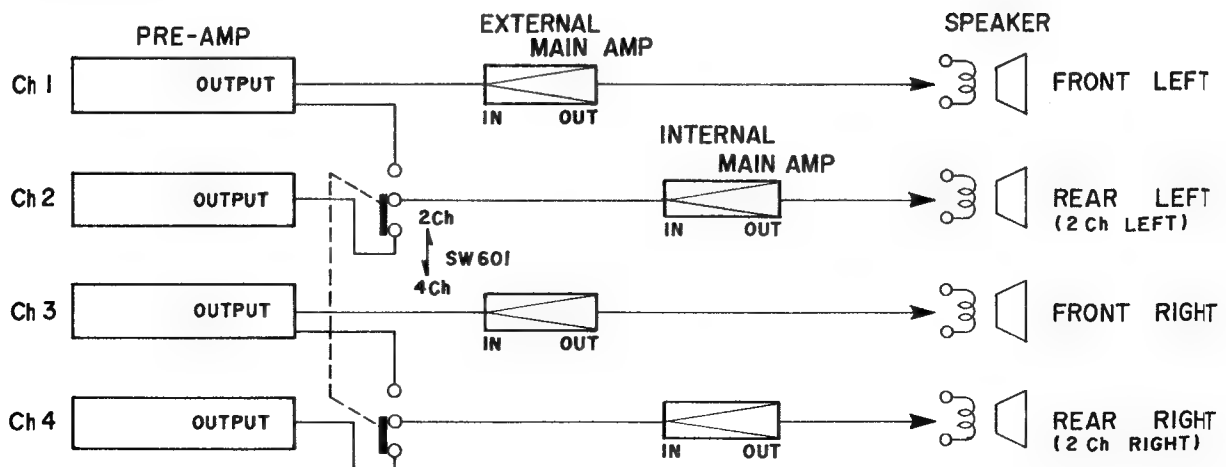 PRE-AMP
EXTERNAL
MAIN AMP
SPEAKER
Ch 1
OUTPUT
IN
OUT
FRONT LEFT
INTERNAL
MAIN AMP
Ch 2
OUTPUT
IN
OUT
REAR LEFT
(2 Ch LEFT)
2Ch
SW601
4Ch
Ch 3
OUTPUT
IN
OUT
FRONT RIGHT
Ch 4
OUTPUT
IN
OUT
REAR RIGHT
(2 Ch RIGHT)